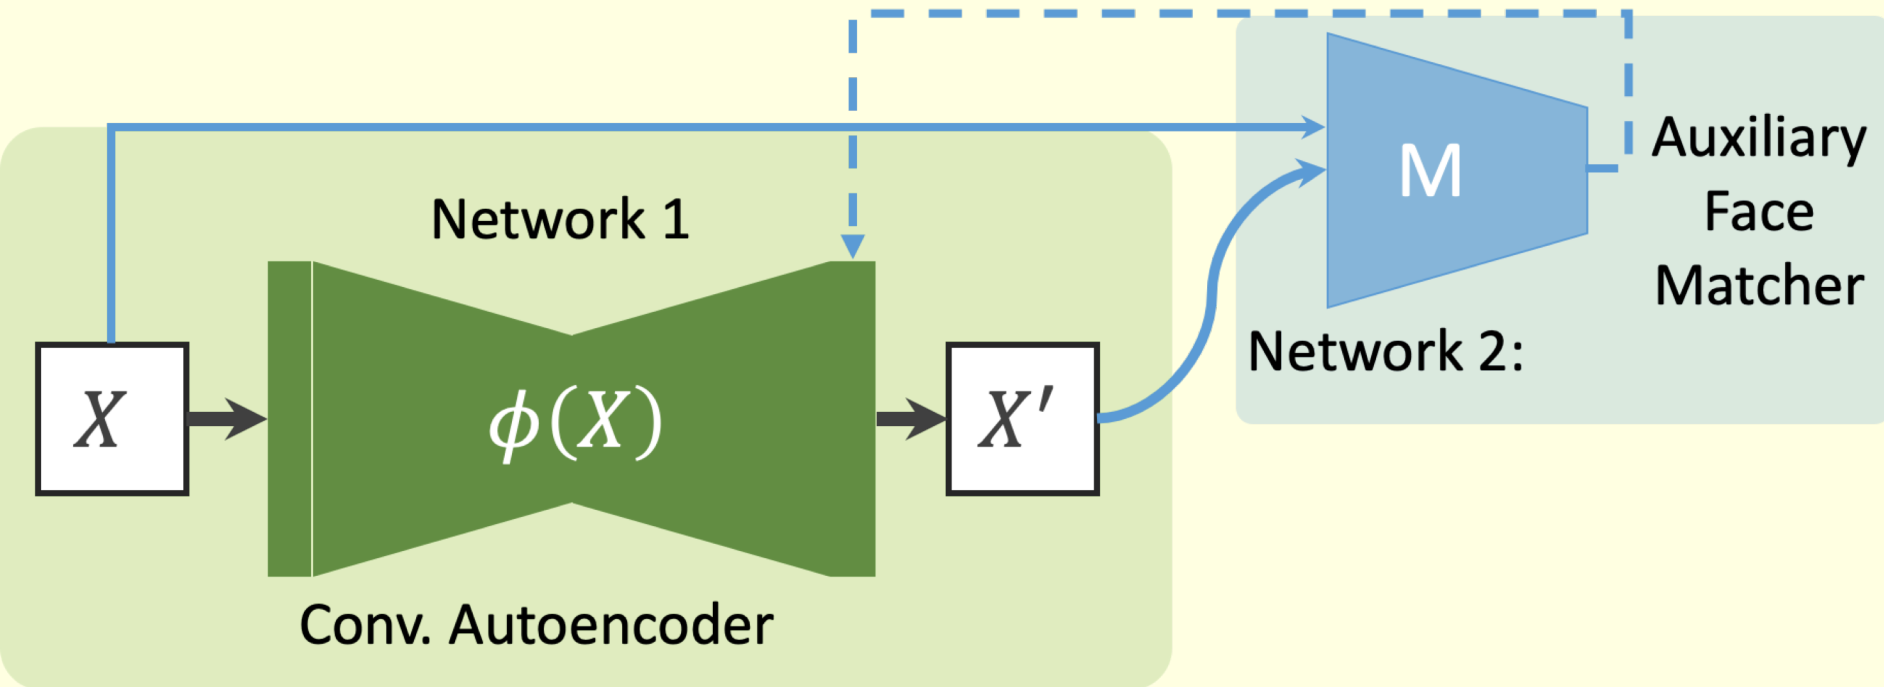 Network 1
X
ϕ(X)
X′
Conv. Autoencoder
M
Auxiliary
Face
Matcher
Network 2: